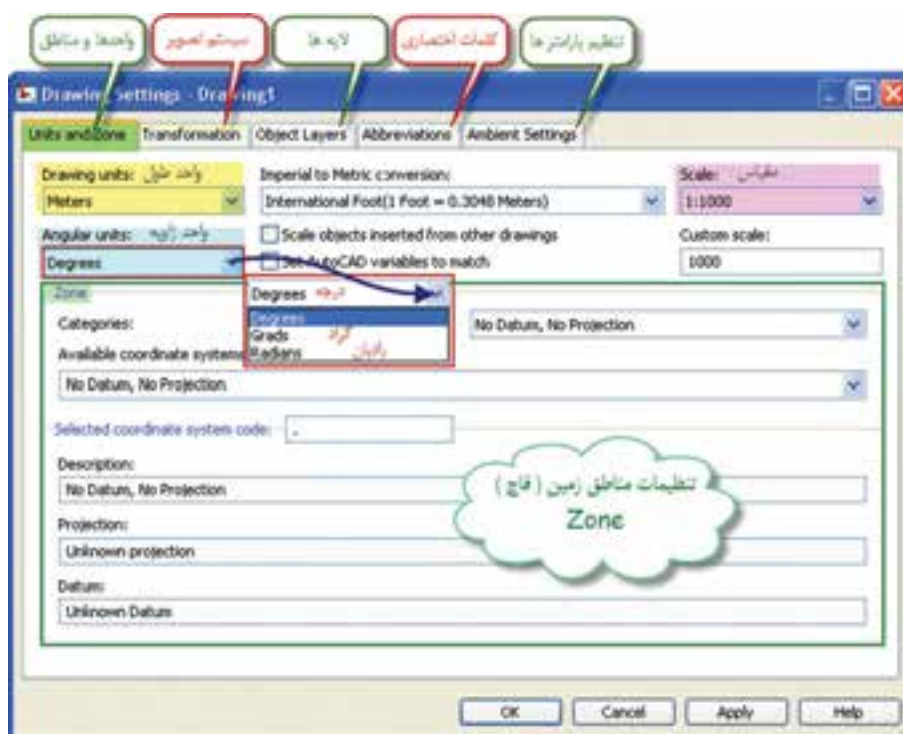 واحدها و مناطق
سیستم تصویر
لایه ها
کلمات اختصاری
تنظیم پارامتر ها
Drawing Settings - Drawing1
Units and Zone
Transformation
Object Layers
Abbreviations
Ambient Settings
Drawing units: واحد طول
Imperial to Metric conversion:
Scale: مقیاس
Meters
International Foot(1 Foot = 0.3048 Meters)
1:1000
Angular units: واحد زاویه
Scale objects inserted from other drawings
Custom scale:
Degrees
Set AutoCAD variables to match
1000
Zone
Degrees درجه
Categories:
Degrees
No Datum, No Projection
Grads گراد
Available coordinate systems
Radians رادیان
No Datum, No Projection
Selected coordinate system code: .
Description:
No Datum, No Projection
تنظیمات مناطق زمین ( قاچ )
Zone
Projection:
Unknown projection
Datum:
Unknown Datum
OK
Cancel
Apply
Help